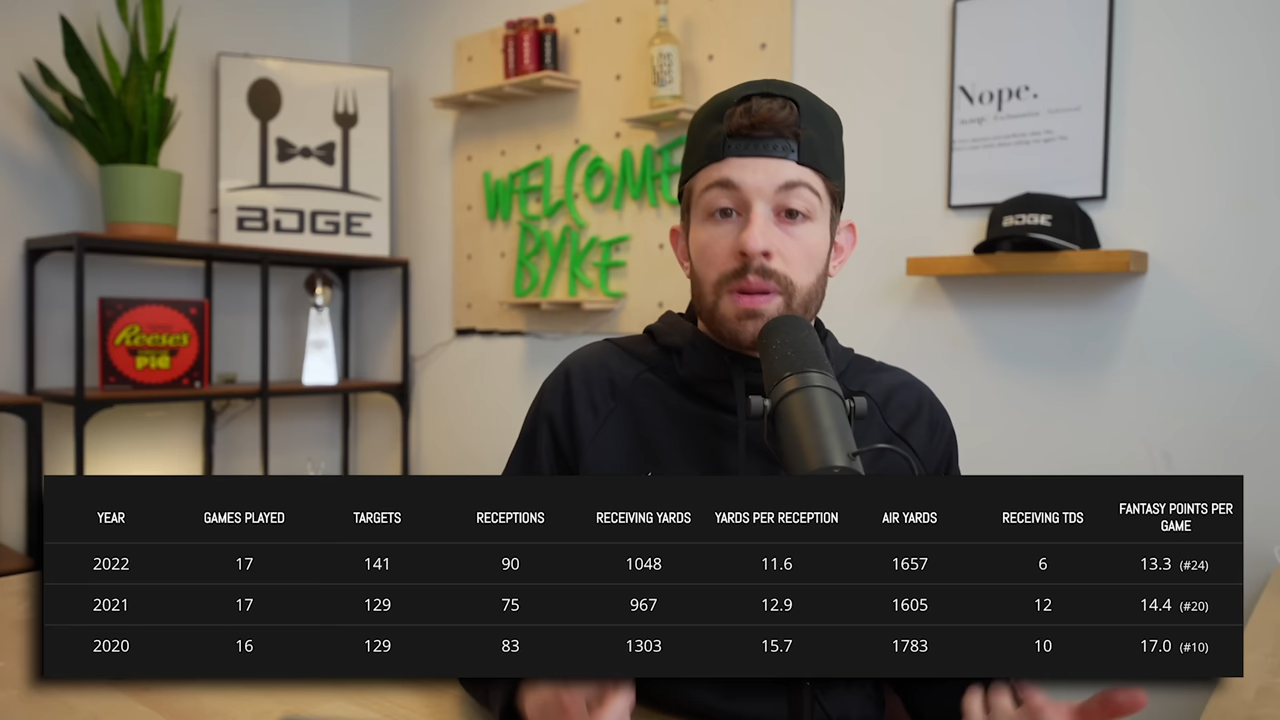 BDGE
WELCOME
BYKE
Nope.
BDGE
Reese's
PIE
YEAR GAMES PLAYED TARGETS RECEPTIONS RECEIVING YARDS YARDS PER RECEPTION AIR YARDS RECEIVING TDS FANTASY POINTS PER GAME
2022 17 141 90 1048 11.6 1657 6 13.3 (#24)
2021 17 129 75 967 12.9 1605 12 14.4 (#20)
2020 16 129 83 1303 15.7 1783 10 17.0 (#10)